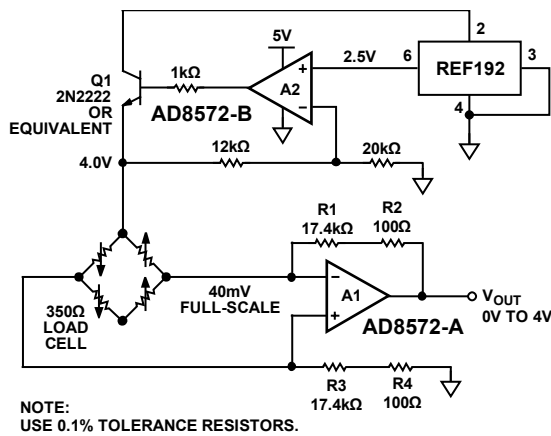 2
5V
1kΩ
6
2.5V
REF192
3
Q1
2N2222
OR
EQUIVALENT
A2
+
−
AD8572-B
4
4.0V
12kΩ
20kΩ
R1
17.4kΩ
R2
100Ω
350Ω
LOAD
CELL
40mV
FULL-SCALE
−
A1
+
AD8572-A
VOUT
0V TO 4V
R3
17.4kΩ
R4
100Ω
NOTE:
USE 0.1% TOLERANCE RESISTORS.